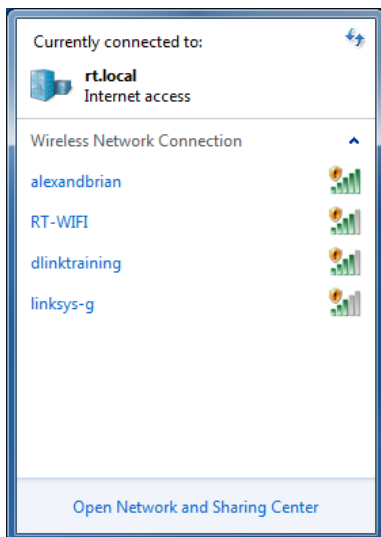 Currently connected to:
rt.local
Internet access
Wireless Network Connection
alexandbrian
RT-WIFI
dlinktraining
linksys-g
Open Network and Sharing Center